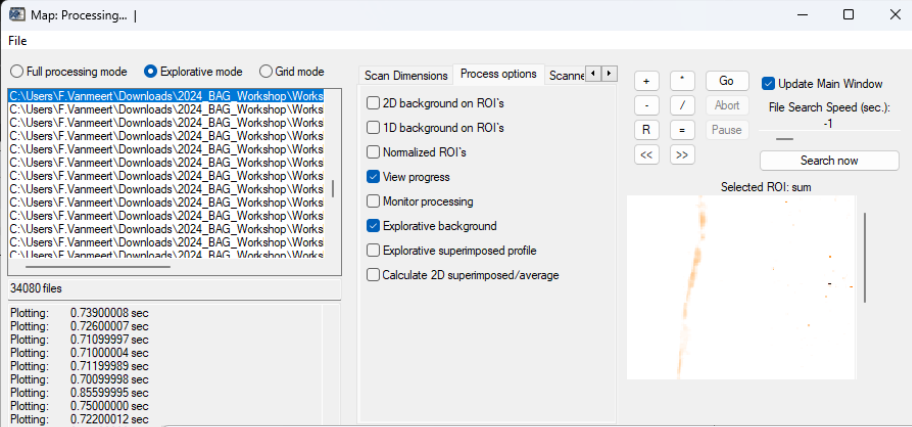 Map: Processing... |
File
Full processing mode
Explorative mode
Grid mode
C:\Users\F.Vanmeert\Downloads\2024_BAG_Workshop\Works
C:\Users\F.Vanmeert\Downloads\2024_BAG_Workshop\Works
C:\Users\F.Vanmeert\Downloads\2024_BAG_Workshop\Works
C:\Users\F.Vanmeert\Downloads\2024_BAG_Workshop\Works
C:\Users\F.Vanmeert\Downloads\2024_BAG_Workshop\Works
C:\Users\F.Vanmeert\Downloads\2024_BAG_Workshop\Works
C:\Users\F.Vanmeert\Downloads\2024_BAG_Workshop\Works
C:\Users\F.Vanmeert\Downloads\2024_BAG_Workshop\Works
C:\Users\F.Vanmeert\Downloads\2024_BAG_Workshop\Works
C:\Users\F.Vanmeert\Downloads\2024_BAG_Workshop\Works
C:\Users\F.Vanmeert\Downloads\2024_BAG_Workshop\Works
C:\Users\F.Vanmeert\Downloads\2024_BAG_Workshop\Works
C:\Users\F.Vanmeert\Downloads\2024_BAG_Workshop\Works
34080 files
Plotting: 0.73900008 sec
Plotting: 0.72600007 sec
Plotting: 0.71099997 sec
Plotting: 0.71000004 sec
Plotting: 0.71199989 sec
Plotting: 0.70099998 sec
Plotting: 0.85599995 sec
Plotting: 0.75000000 sec
Plotting: 0.72200012 sec
Scan Dimensions
Process options
Scanne
2D background on ROI's
1D background on ROI's
Normalized ROI's
View progress
Monitor processing
Explorative background
Explorative superimposed profile
Calculate 2D superimposed/average
+ * Go
- / Abort
R = Pause
<< >>
Update Main Window
File Search Speed (sec.):
-1
Search now
Selected ROI: sum